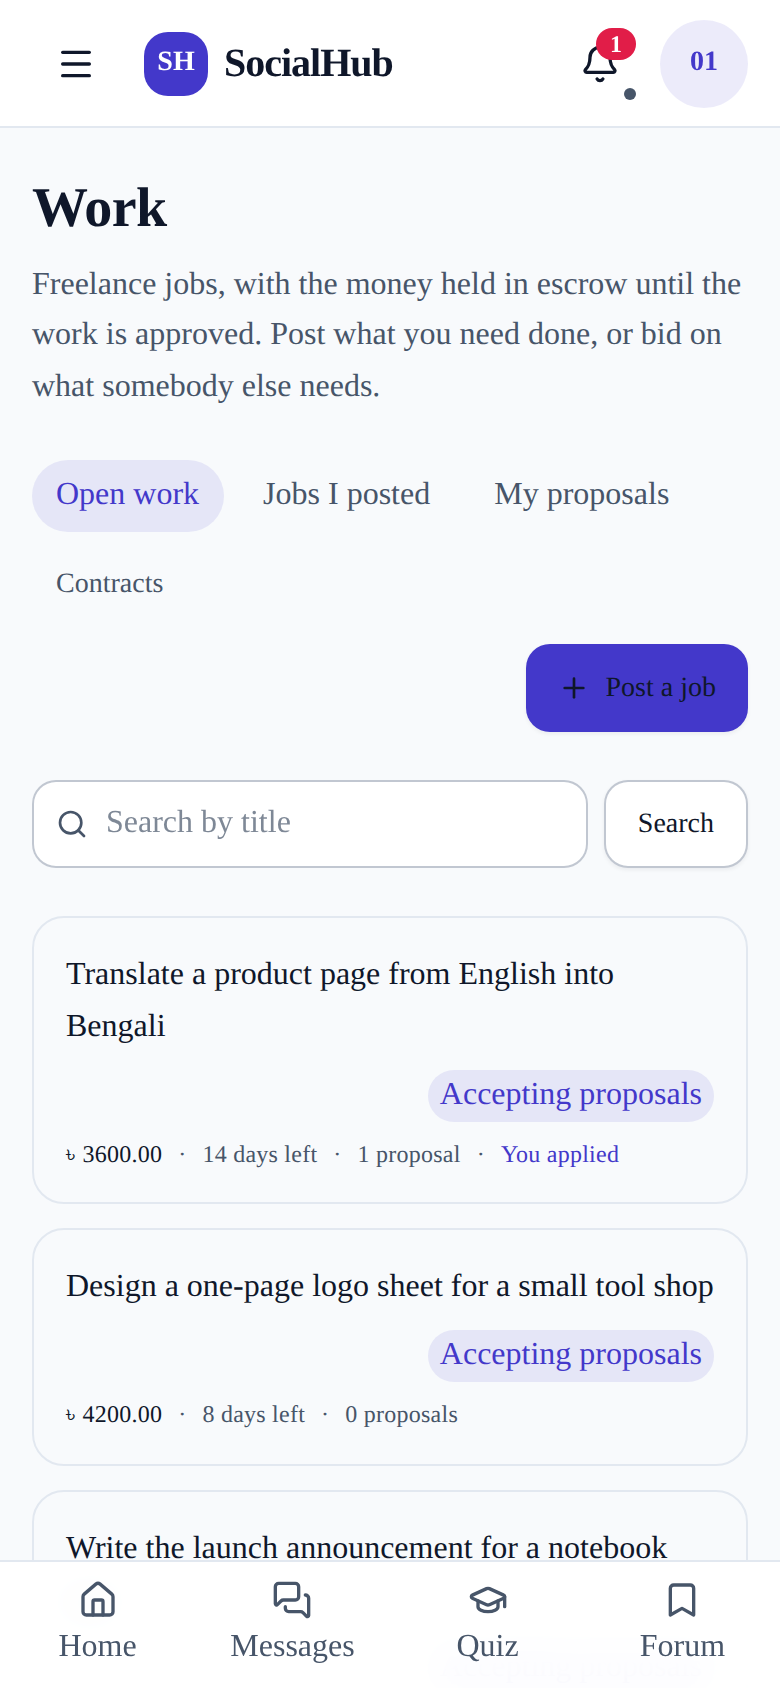 SH SocialHub 1 01
Work
Freelance jobs, with the money held in escrow until the
work is approved. Post what you need done, or bid on
what somebody else needs.
Open work Jobs I posted My proposals
Contracts
Post a job
Search by title Search
Translate a product page from English into
Bengali
Accepting proposals
৳ 3600.00 · 14 days left · 1 proposal · You applied
Design a one-page logo sheet for a small tool shop
Accepting proposals
৳ 4200.00 · 8 days left · 0 proposals
Write the launch announcement for a notebook
Home Messages Quiz Forum